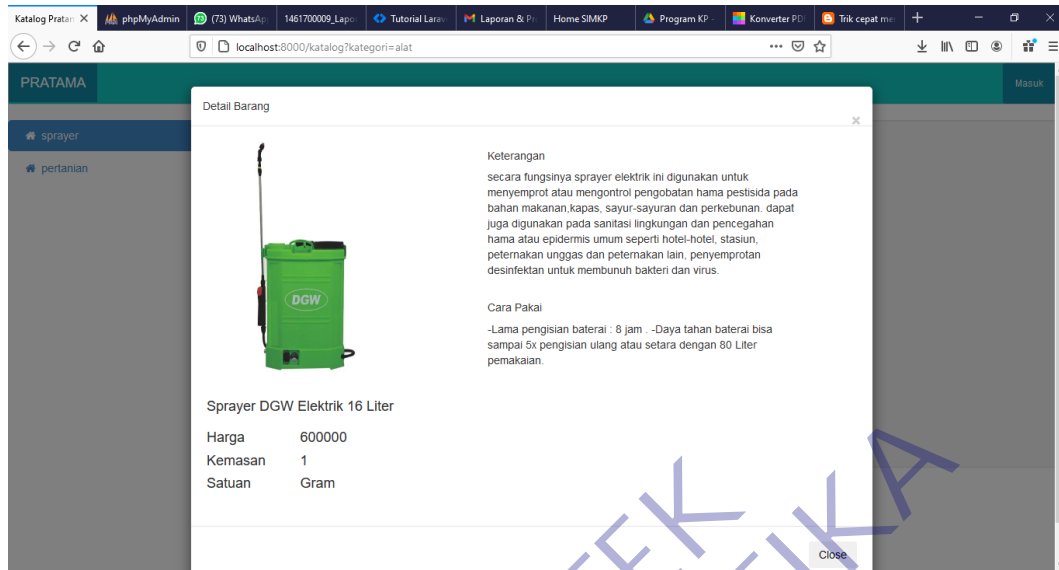 Katalog Pratan
phpMyAdmin
(73) WhatsAp
1461700009_Lapor
Tutorial Larav
Laporan & Pr
Home SIMKP
Program KP -
Konverter PDF
Trik cepat me
localhost:8000/katalog?kategori=alat
PRATAMA
Masuk
Detail Barang
×
sprayer
pertanian
DGW
Keterangan
secara fungsinya sprayer elektrik ini digunakan untuk
menyemprot atau mengontrol pengobatan hama pestisida pada
bahan makanan,kapas, sayur-sayuran dan perkebunan. dapat
juga digunakan pada sanitasi lingkungan dan pencegahan
hama atau epidermis umum seperti hotel-hotel, stasiun,
peternakan unggas dan peternakan lain, penyemprotan
desinfektan untuk membunuh bakteri dan virus.
Cara Pakai
-Lama pengisian baterai : 8 jam . -Daya tahan baterai bisa
sampai 5x pengisian ulang atau setara dengan 80 Liter
pemakaian.
Sprayer DGW Elektrik 16 Liter
Harga 600000
Kemasan 1
Satuan Gram
Close